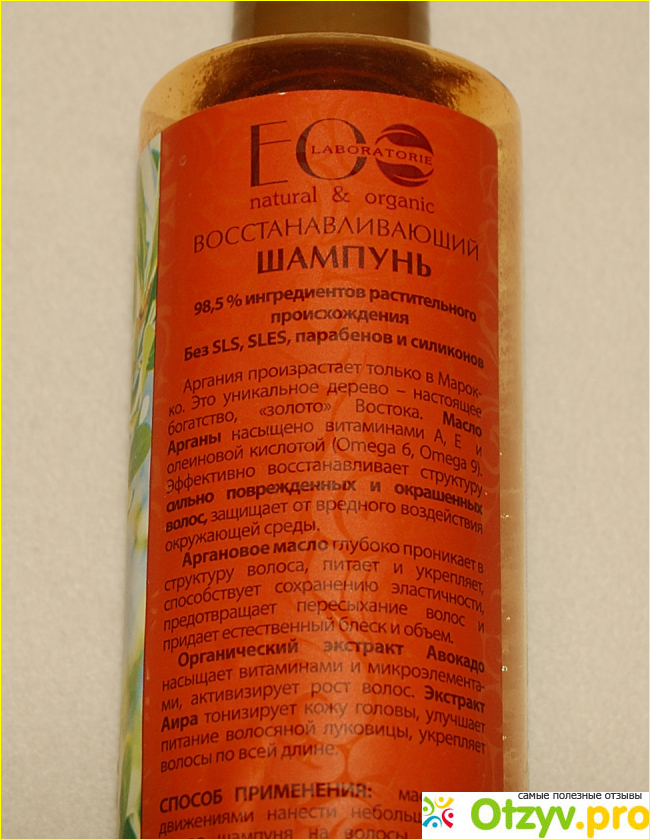 EO
LABORATORIE
natural & organic
ВОССТАНАВЛИВАЮЩИЙ
ШАМПУНЬ
98,5 % ингредиентов растительного
происхождения
Без SLS, SLES, парабенов и силиконов
Аргания произрастает только в Марок-
ко. Это уникальное дерево – настоящее
богатство, «золото» Востока. Масло
Арганы насыщено витаминами А, Е и
олеиновой кислотой (Omega 6, Omega 9).
Эффективно восстанавливает структуру
сильно поврежденных и окрашенных
волос, защищает от вредного воздействия
окружающей среды.
Аргановое масло глубоко проникает в
структуру волоса, питает и укрепляет,
способствует сохранению эластичности,
предотвращает пересыхание волос и
придает естественный блеск и объем.
Органический экстракт Авокадо
насыщает витаминами и микроэлемента-
ми, активизирует рост волос. Экстракт
Аира тонизирует кожу головы, улучшает
питание волосяной луковицы, укрепляет
волосы по всей длине.
СПОСОБ ПРИМЕНЕНИЯ:
движениями нанести
шампуня на волосы
самые полезные отзывы
Otzyv.pro